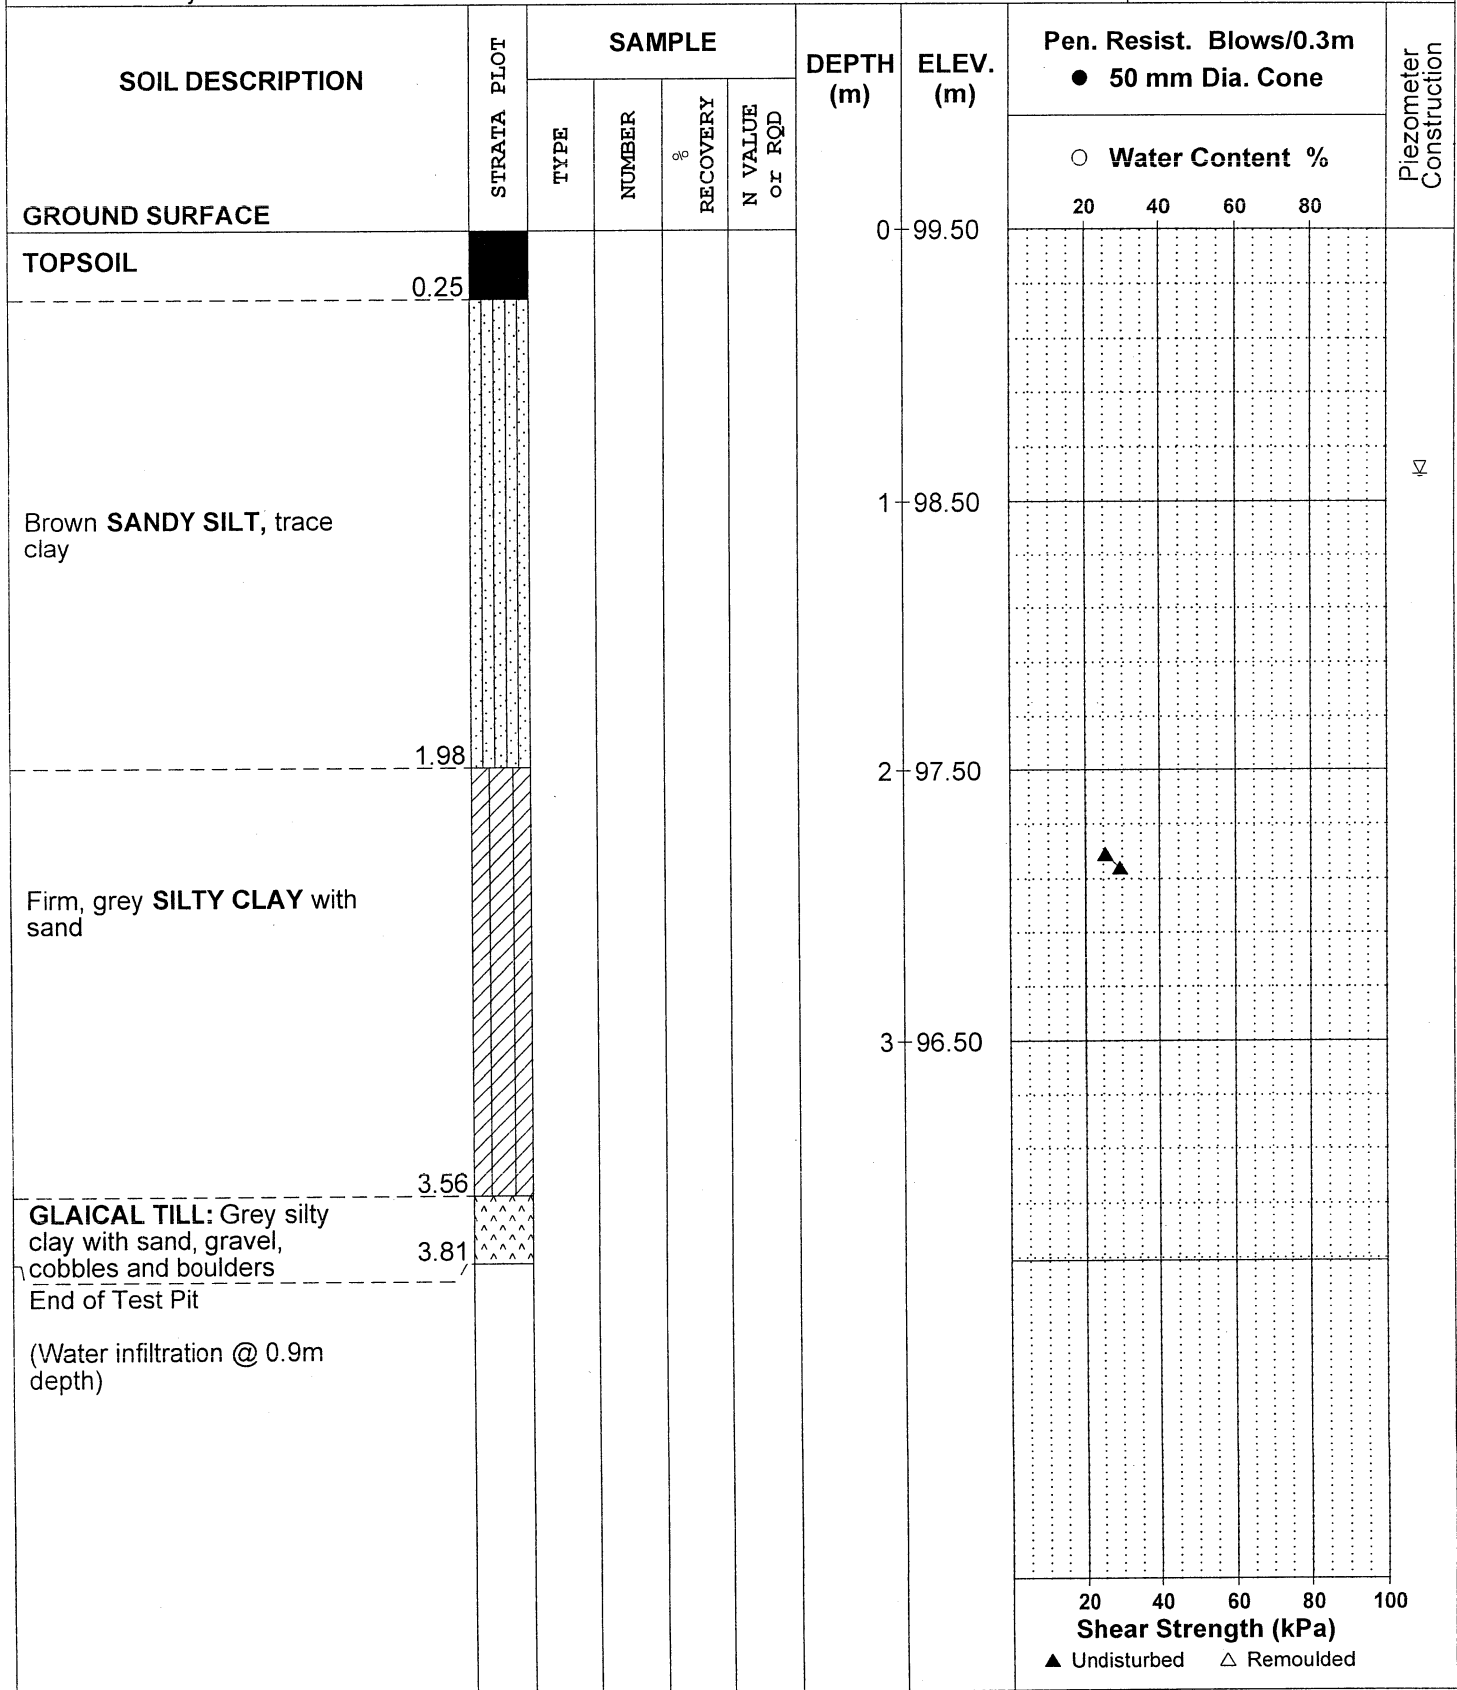 SOIL DESCRIPTION
GROUND SURFACE
STRATA PLOT
SAMPLE
TYPE
NUMBER
%
RECOVERY
N VALUE
or RQD
DEPTH
(m)
ELEV.
(m)
Pen. Resist. Blows/0.3m
● 50 mm Dia. Cone
○ Water Content %
20 40 60 80
Piezometer
Construction
0 99.50
TOPSOIL
0.25
1 98.50
Brown SANDY SILT, trace
clay
1.98
2 97.50
Firm, grey SILTY CLAY with
sand
3 96.50
3.56
GLAICAL TILL: Grey silty
clay with sand, gravel,
3.81
cobbles and boulders
End of Test Pit
(Water infiltration @ 0.9m
depth)
20 40 60 80 100
Shear Strength (kPa)
▲ Undisturbed △ Remoulded